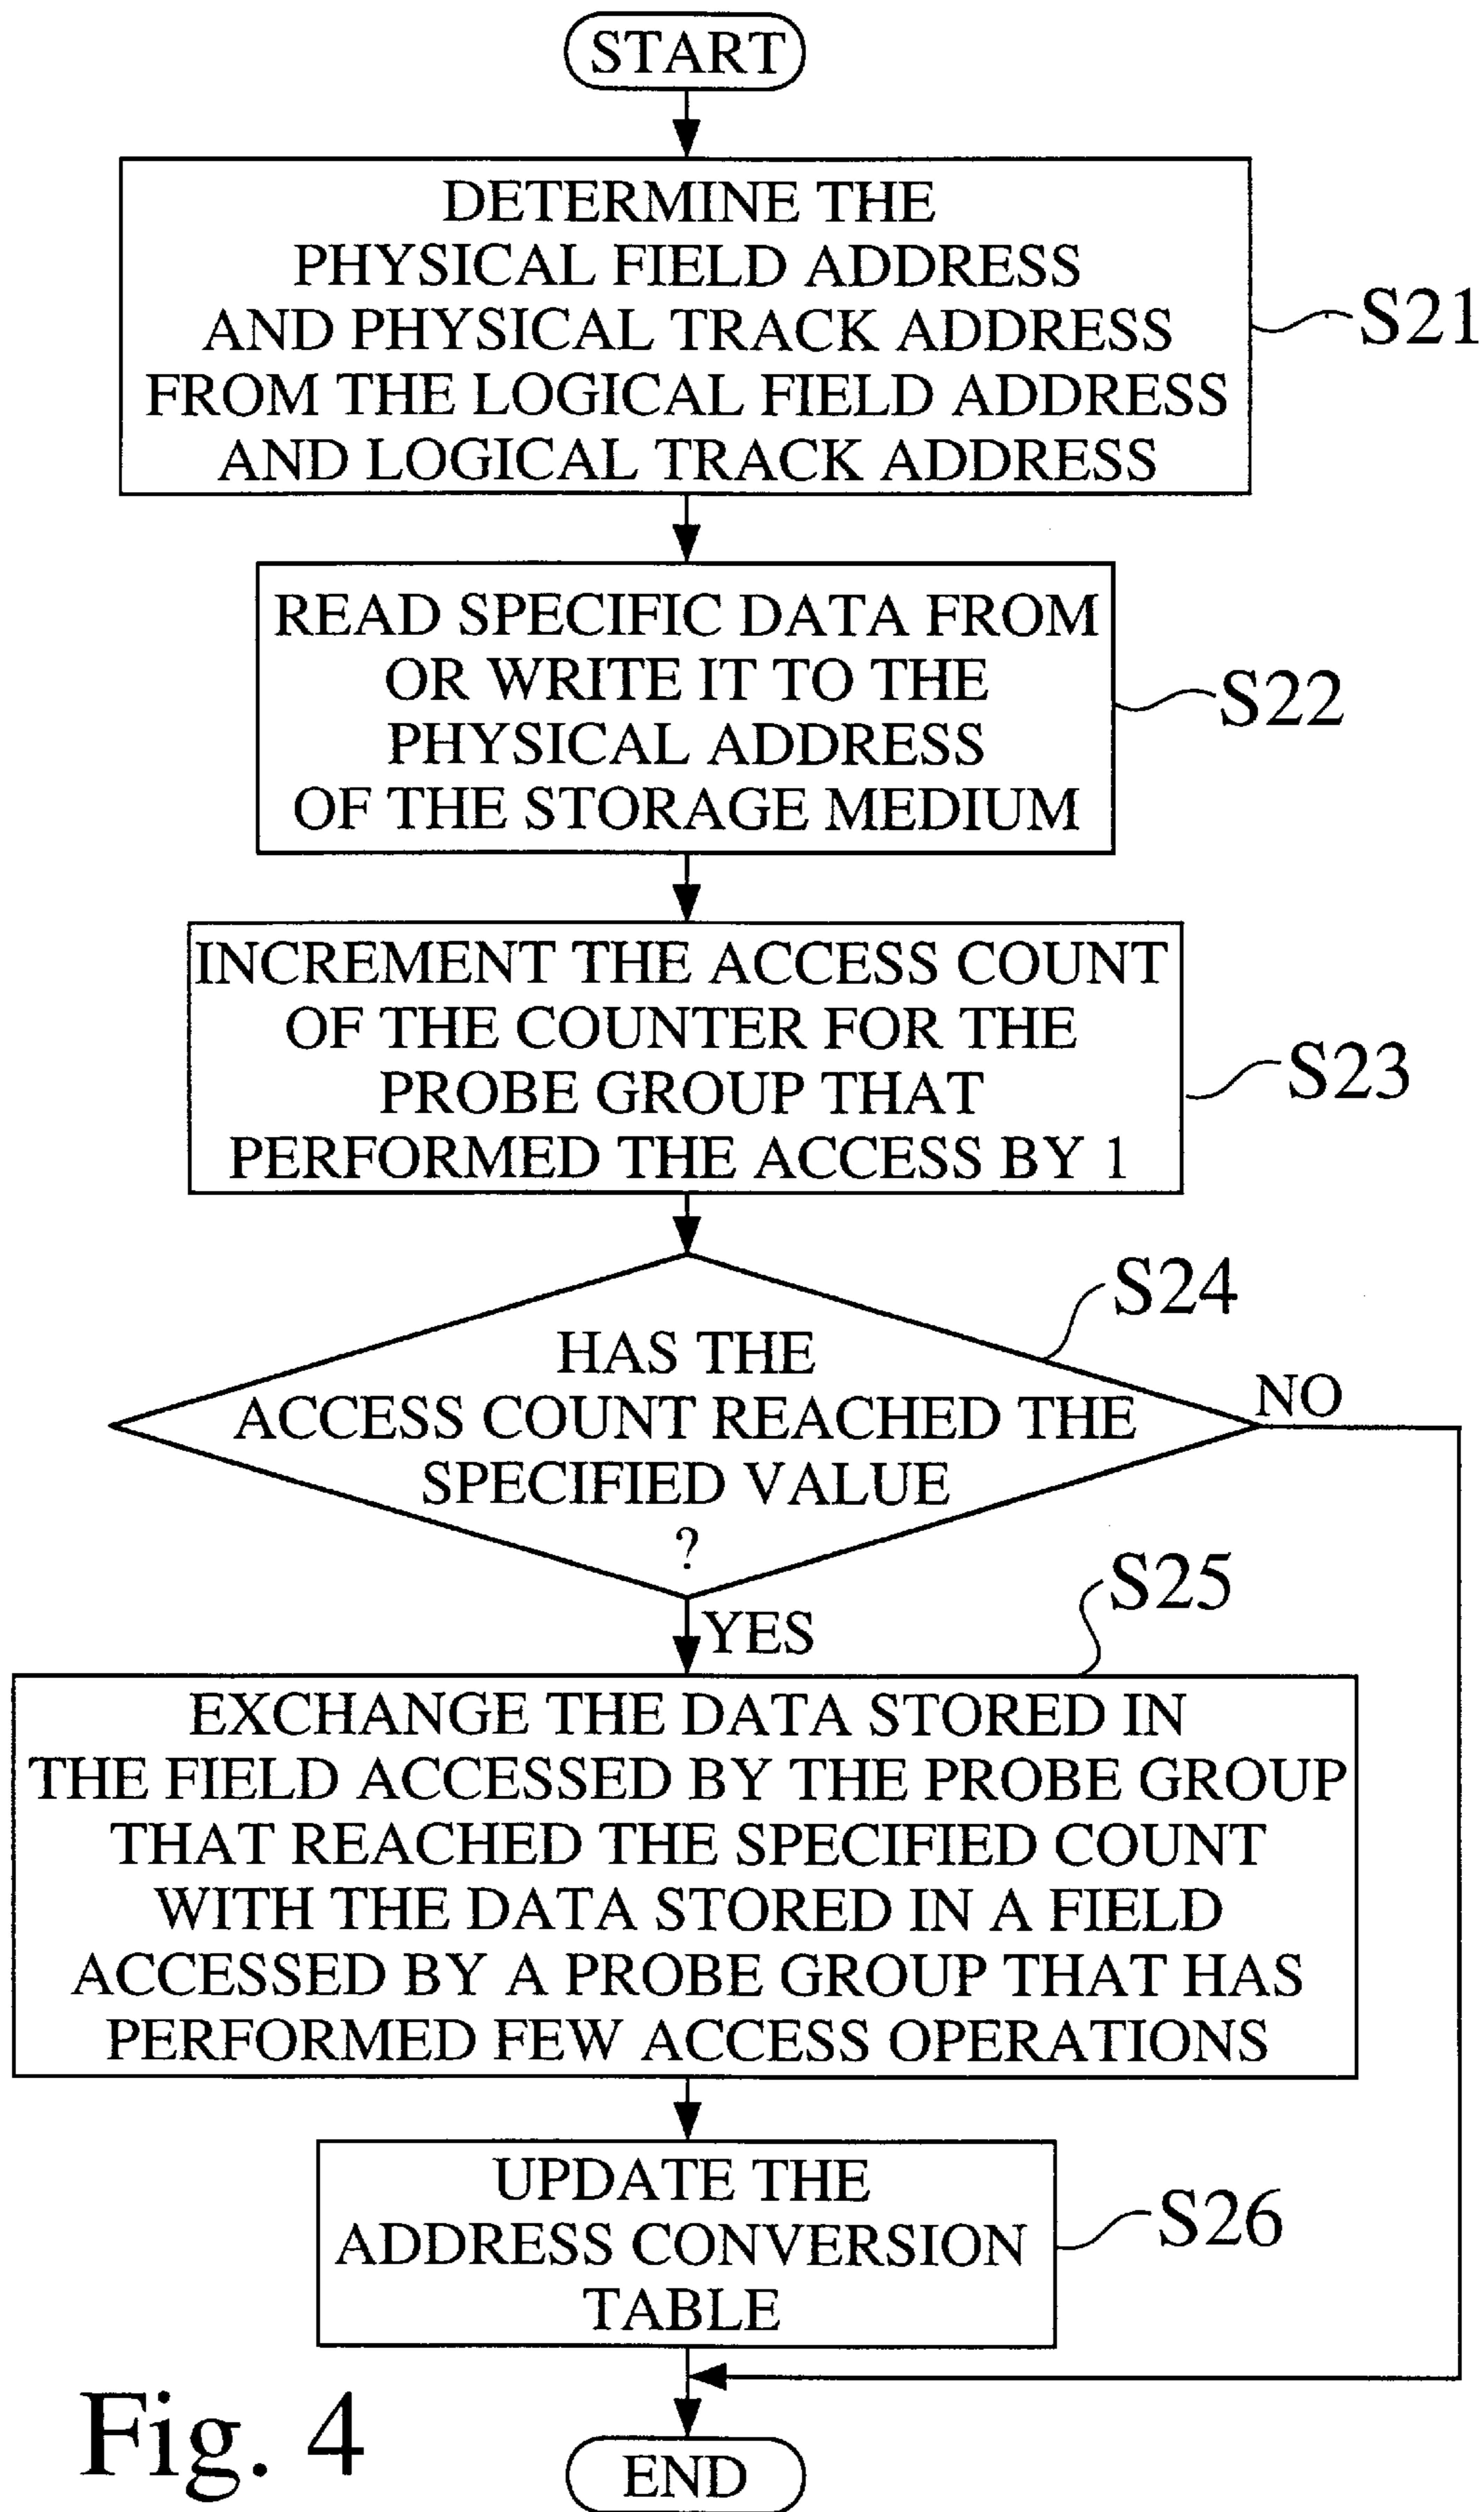 START
DETERMINE THE
PHYSICAL FIELD ADDRESS
AND PHYSICAL TRACK ADDRESS
FROM THE LOGICAL FIELD ADDRESS
AND LOGICAL TRACK ADDRESS
S21
READ SPECIFIC DATA FROM
OR WRITE IT TO THE
PHYSICAL ADDRESS
OF THE STORAGE MEDIUM
S22
INCREMENT THE ACCESS COUNT
OF THE COUNTER FOR THE
PROBE GROUP THAT
PERFORMED THE ACCESS BY 1
S23
S24
HAS THE
ACCESS COUNT REACHED THE
SPECIFIED VALUE
?
NO
YES
S25
EXCHANGE THE DATA STORED IN
THE FIELD ACCESSED BY THE PROBE GROUP
THAT REACHED THE SPECIFIED COUNT
WITH THE DATA STORED IN A FIELD
ACCESSED BY A PROBE GROUP THAT HAS
PERFORMED FEW ACCESS OPERATIONS
UPDATE THE
ADDRESS CONVERSION
TABLE
S26
Fig. 4
END